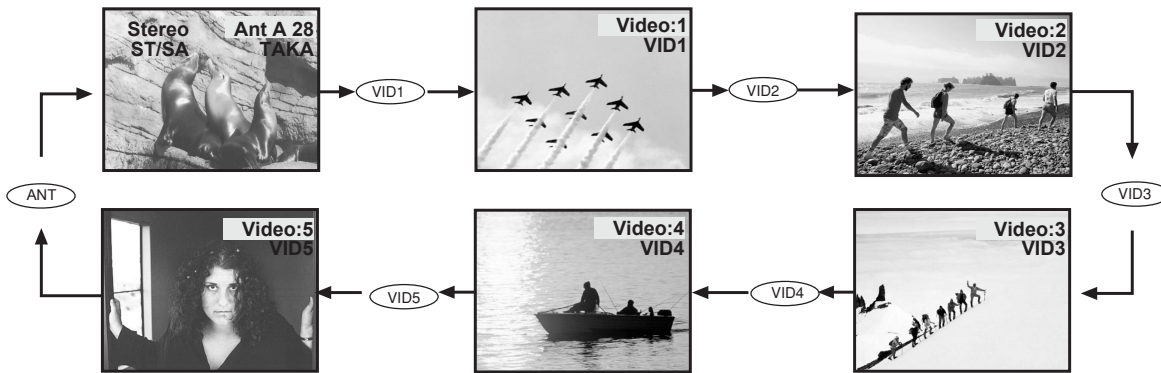 Stereo Ant A 28
ST/SA TAKA
VID1
Video:1
VID1
VID2
Video:2
VID2
VID3
Video:3
VID3
VID4
Video:4
VID4
VID5
Video:5
VID5
ANT